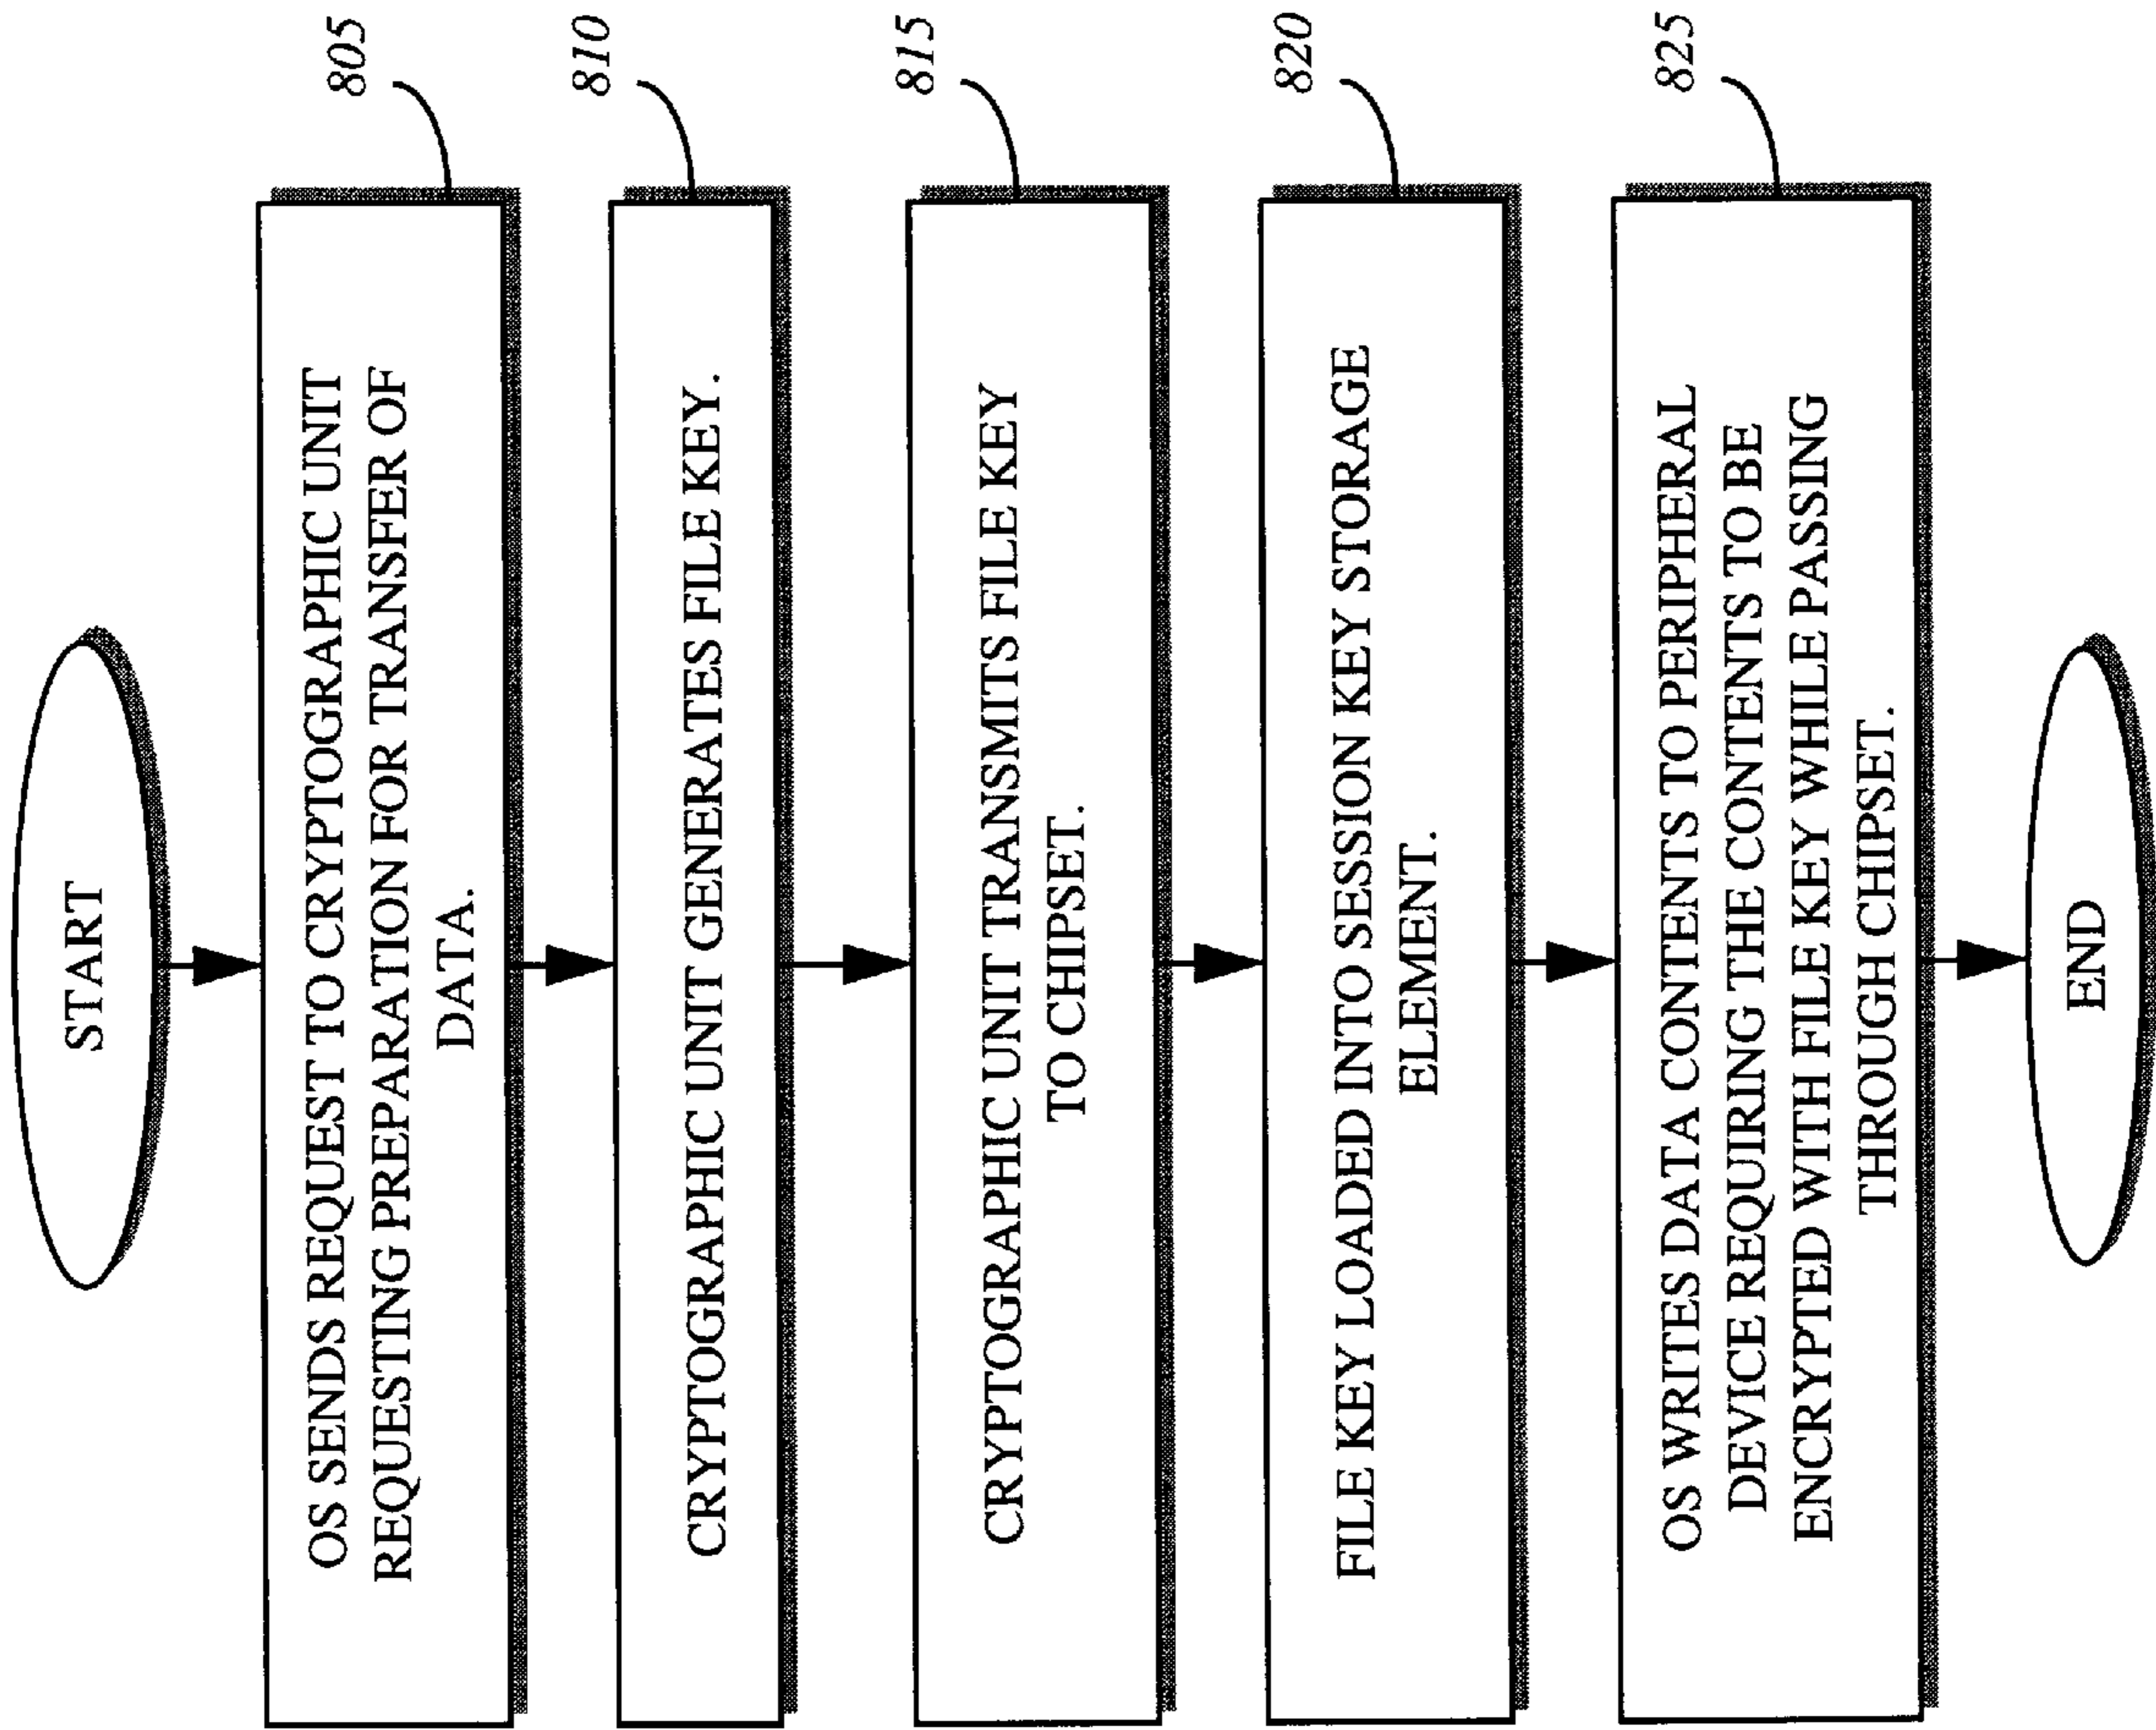 START
OS SENDS REQUEST TO CRYPTOGRAPHIC UNIT
REQUESTING PREPARATION FOR TRANSFER OF
DATA.
805
CRYPTOGRAPHIC UNIT GENERATES FILE KEY.
810
CRYPTOGRAPHIC UNIT TRANSMITS FILE KEY
TO CHIPSET.
815
FILE KEY LOADED INTO SESSION KEY STORAGE
ELEMENT.
820
OS WRITES DATA CONTENTS TO PERIPHERAL
DEVICE REQUIRING THE CONTENTS TO BE
ENCRYPTED WITH FILE KEY WHILE PASSING
THROUGH CHIPSET.
825
END